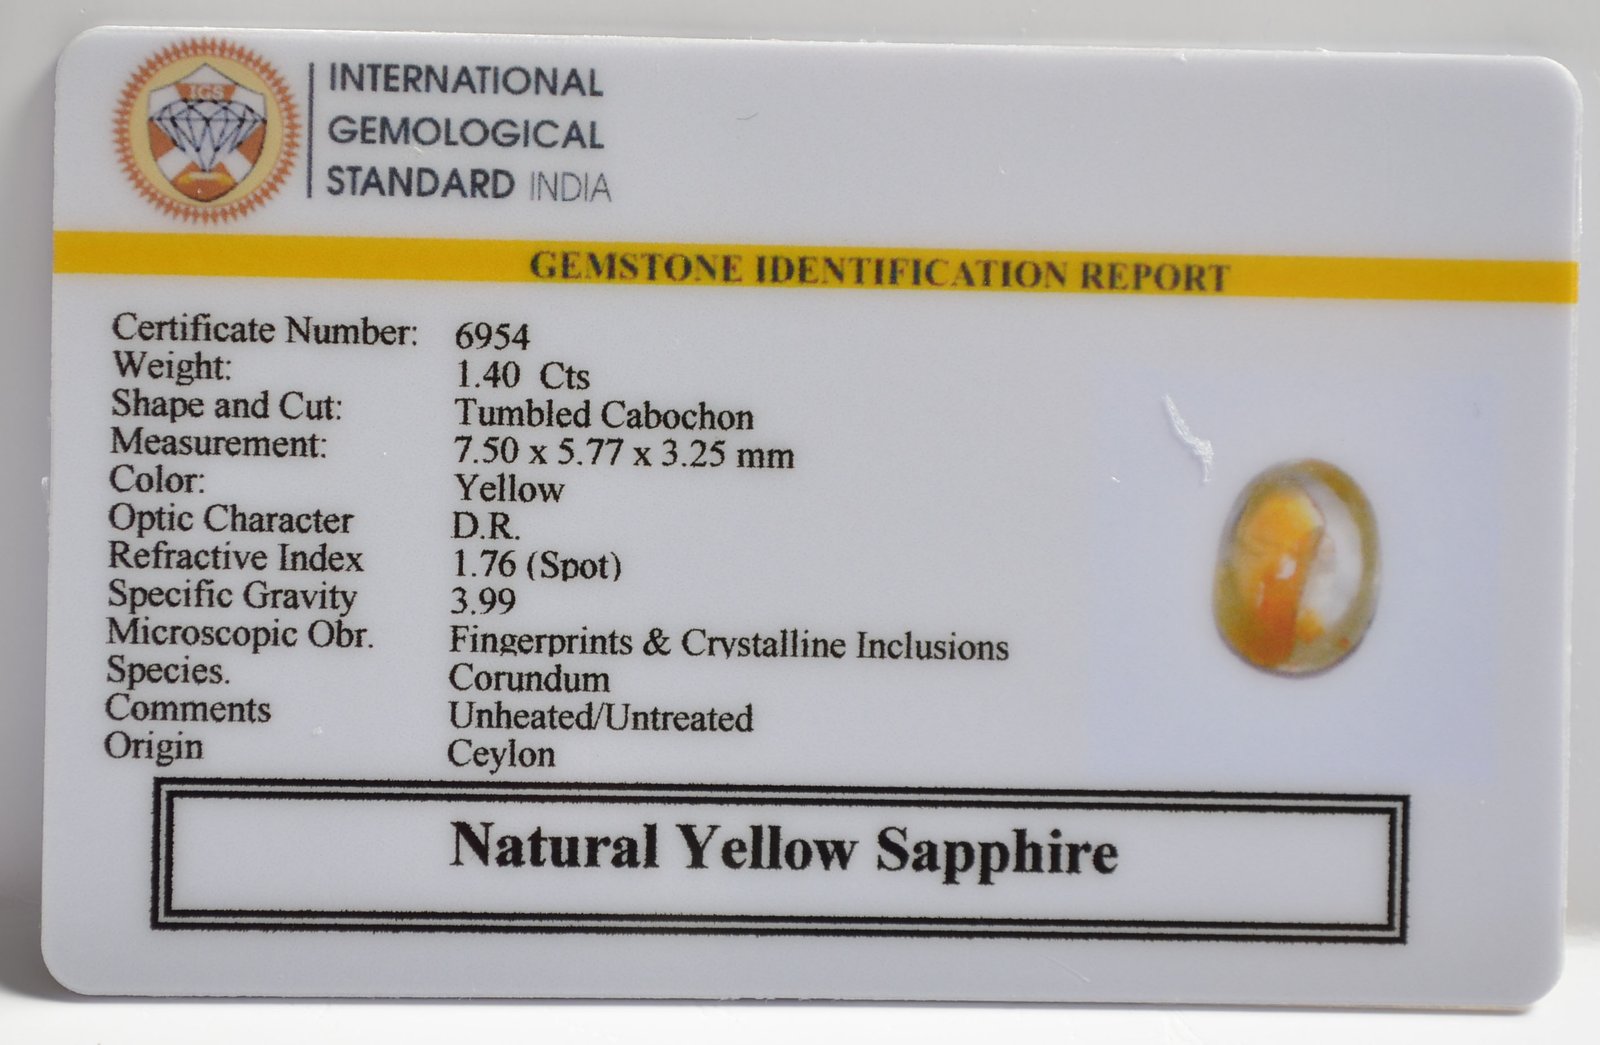 IGS
INTERNATIONAL
GEMOLOGICAL
STANDARD INDIA
GEMSTONE IDENTIFICATION REPORT
Certificate Number: 6954
Weight: 1.40 Cts
Shape and Cut: Tumbled Cabochon
Measurement: 7.50 x 5.77 x 3.25 mm
Color: Yellow
Optic Character D.R.
Refractive Index 1.76 (Spot)
Specific Gravity 3.99
Microscopic Obr. Fingerprints & Crystalline Inclusions
Species. Corundum
Comments Unheated/Untreated
Origin Ceylon
Natural Yellow Sapphire